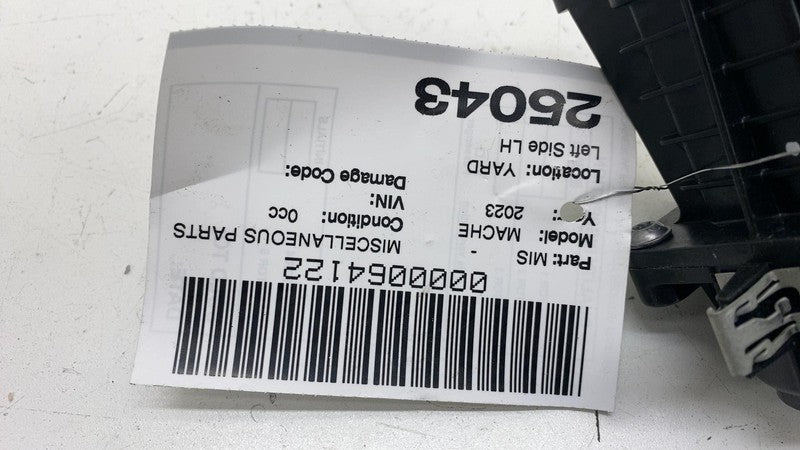 0000064122
Part: MIS - MISCELLANEOUS PARTS
Model: MACHE Condition: 0cc
2023 VIN:
Location: YARD Damage Code:
Left Side LH
25043